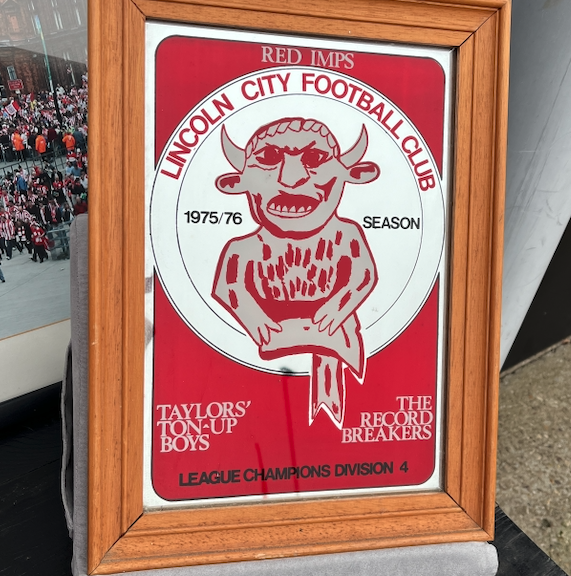 RED IMPS
LINCOLN CITY FOOTBALL CLUB
1975/76 SEASON
TAYLORS'
TON-UP
BOYS
THE
RECORD
BREAKERS
LEAGUE CHAMPIONS DIVISION 4